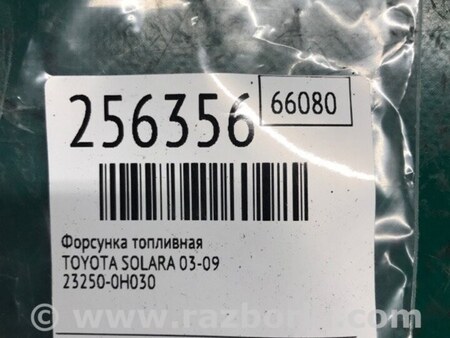 256356
66080
Форсунка топливная
TOYOTA SOLARA 03-09
23250-0H030
© www.razborka.com